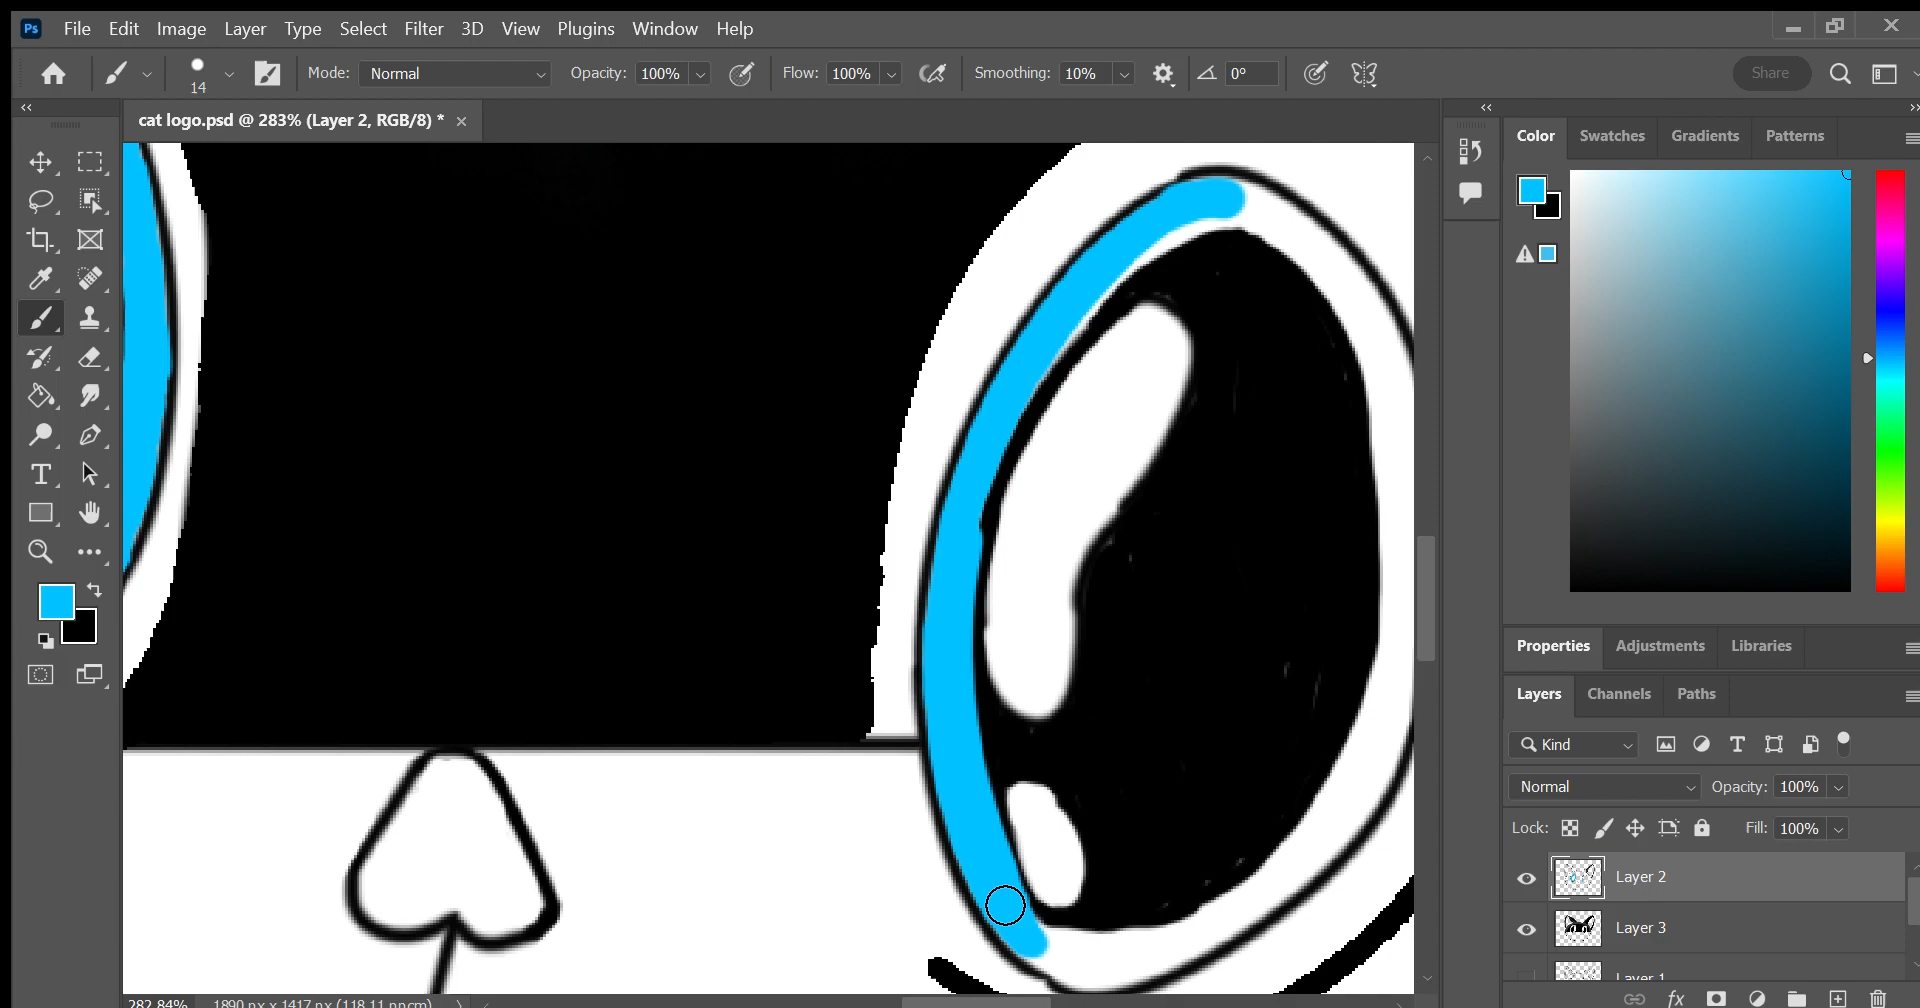 Ps File Edit Image Layer Type Select Filter 3D View Plugins Window Help
14 Mode: Normal Opacity: 100% Flow: 100% Smoothing: 10% 0° Share
cat logo.psd @ 283% (Layer 2, RGB/8) *
Color Swatches Gradients Patterns
Properties Adjustments Libraries
Layers Channels Paths
Kind
Normal Opacity: 100%
Lock: Fill: 100%
Layer 2
Layer 3
Layer 1
282.84% 1890 px x 1417 px (118.11 ppcm)
fx